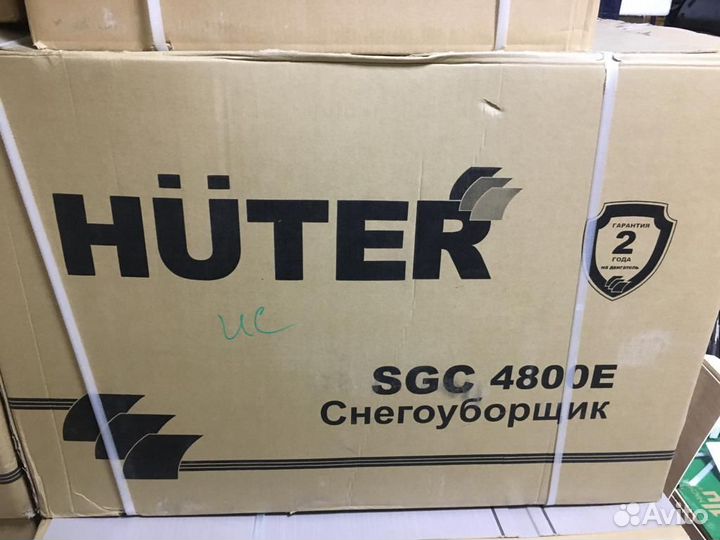 HÜTER
ГАРАНТИЯ
2
ГОДА
на двигатель
ИС
SGC 4800E
Снегоуборщик
Avito